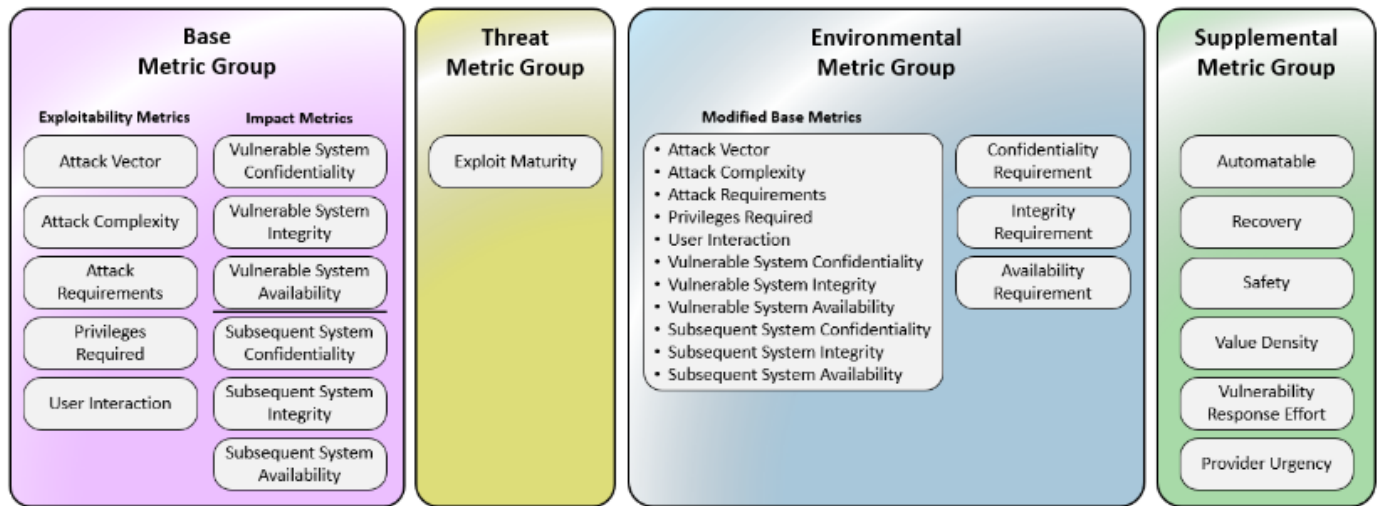 Base
Metric Group
Exploitability Metrics
Attack Vector
Attack Complexity
Attack
Requirements
Privileges
Required
User Interaction
Impact Metrics
Vulnerable System
Confidentiality
Vulnerable System
Integrity
Vulnerable System
Availability
Subsequent System
Confidentiality
Subsequent System
Integrity
Subsequent System
Availability
Threat
Metric Group
Exploit Maturity
Environmental
Metric Group
Modified Base Metrics
• Attack Vector
• Attack Complexity
• Attack Requirements
• Privileges Required
• User Interaction
• Vulnerable System Confidentiality
• Vulnerable System Integrity
• Vulnerable System Availability
• Subsequent System Confidentiality
• Subsequent System Integrity
• Subsequent System Availability
Confidentiality
Requirement
Integrity
Requirement
Availability
Requirement
Supplemental
Metric Group
Automatable
Recovery
Safety
Value Density
Vulnerability
Response Effort
Provider Urgency